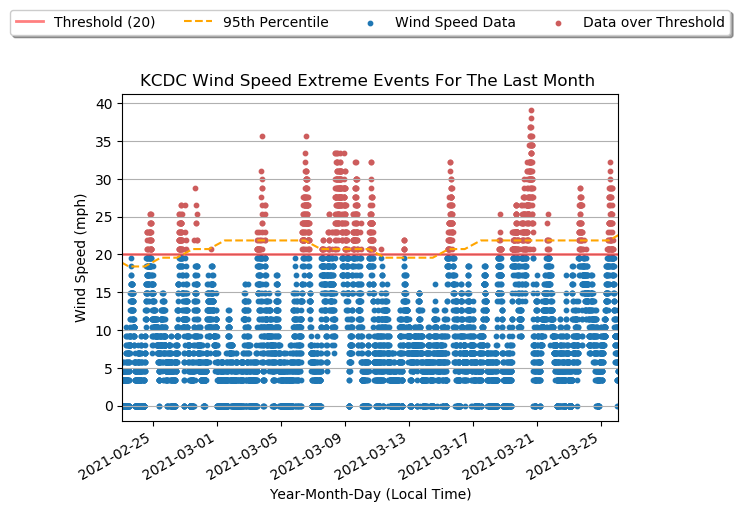 Threshold (20) 95th Percentile Wind Speed Data Data over Threshold
KCDC Wind Speed Extreme Events For The Last Month
Wind Speed (mph)
40
35
30
25
20
15
10
5
0
2021-02-25 2021-03-01 2021-03-05 2021-03-09 2021-03-13 2021-03-17 2021-03-21 2021-03-25
Year-Month-Day (Local Time)